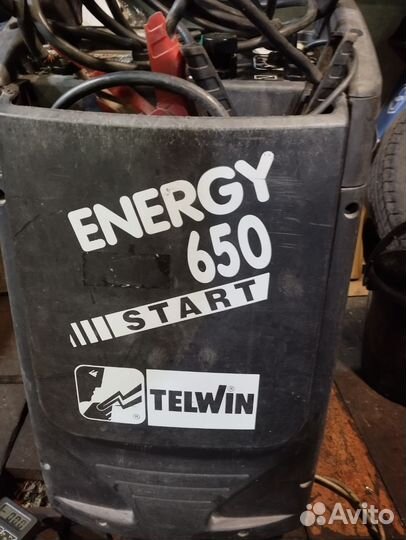 ENERGY
650
START
TELWIN
Avito